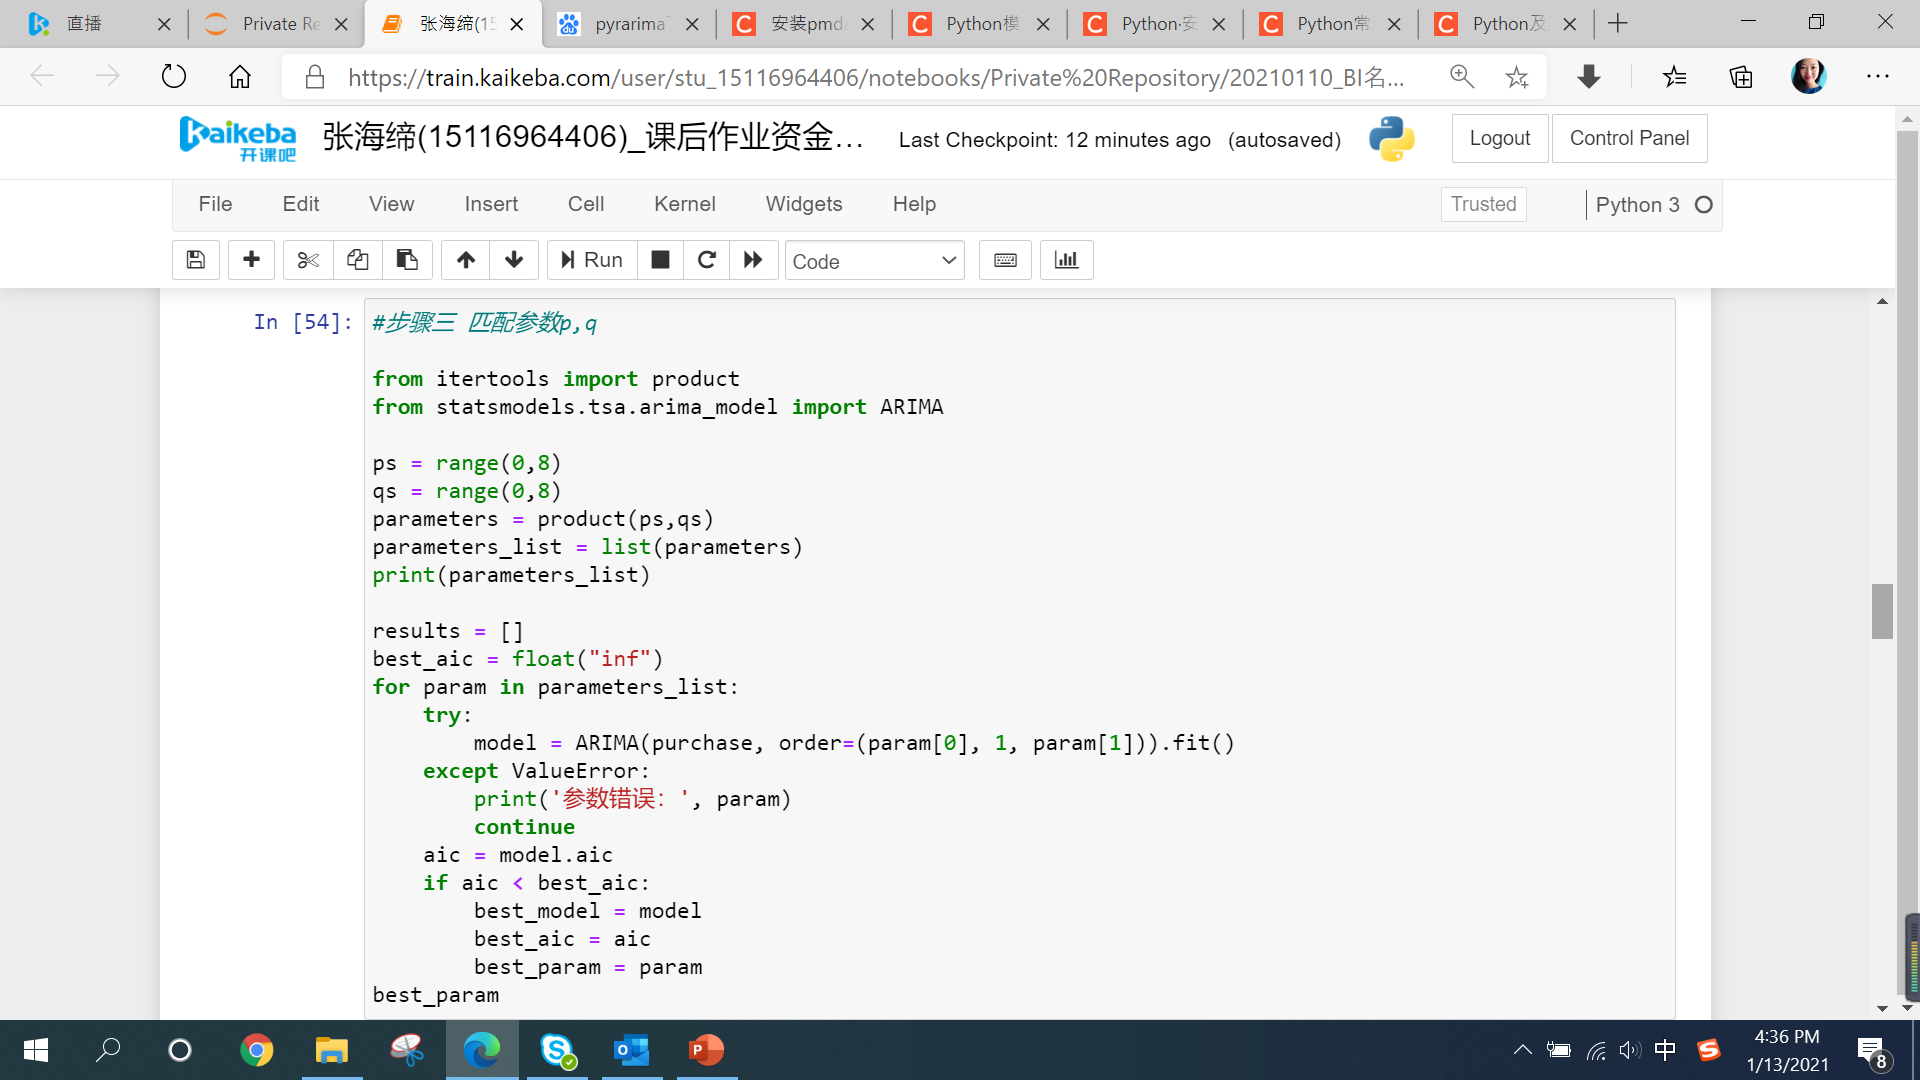 直播
Private Re
张海缔(15
pyrarima
安装pmd
Python模
Python·安
Python常
Python及
https://train.kaikeba.com/user/stu_15116964406/notebooks/Private%20Repository/20210110_BI名...
Kaikeba
开课吧
张海缔(15116964406)_课后作业资金...
Last Checkpoint: 12 minutes ago (autosaved)
Logout
Control Panel
File Edit View Insert Cell Kernel Widgets Help
Trusted
Python 3
Run
Code
In [54]:
#步骤三 匹配参数p,q
from itertools import product
from statsmodels.tsa.arima_model import ARIMA
ps = range(0,8)
qs = range(0,8)
parameters = product(ps,qs)
parameters_list = list(parameters)
print(parameters_list)
results = []
best_aic = float("inf")
for param in parameters_list:
    try:
        model = ARIMA(purchase, order=(param[0], 1, param[1])).fit()
    except ValueError:
        print('参数错误：', param)
        continue
    aic = model.aic
    if aic < best_aic:
        best_model = model
        best_aic = aic
        best_param = param
best_param
中
4:36 PM
1/13/2021
8